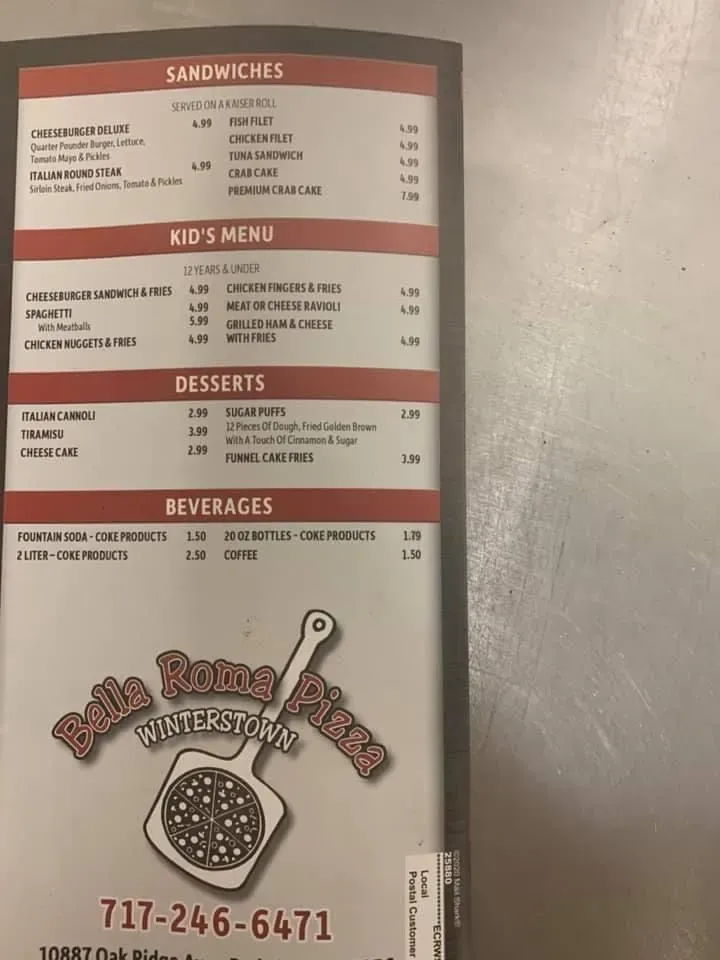 SANDWICHES
SERVED ON A KAISER ROLL
CHEESEBURGER DELUXE 4.99
Quarter Pounder Burger, Lettuce,
Tomato Mayo & Pickles
ITALIAN ROUND STEAK 4.99
Sirloin Steak, Fried Onions, Tomato & Pickles
FISH FILET 4.99
CHICKEN FILET 4.99
TUNA SANDWICH 4.99
CRAB CAKE 4.99
PREMIUM CRAB CAKE 7.99
KID'S MENU
12 YEARS & UNDER
CHEESEBURGER SANDWICH & FRIES 4.99
SPAGHETTI 4.99
With Meatballs 5.99
CHICKEN NUGGETS & FRIES 4.99
CHICKEN FINGERS & FRIES 4.99
MEAT OR CHEESE RAVIOLI 4.99
GRILLED HAM & CHEESE
WITH FRIES 4.99
DESSERTS
ITALIAN CANNOLI 2.99
TIRAMISU 3.99
CHEESE CAKE 2.99
SUGAR PUFFS 2.99
12 Pieces Of Dough, Fried Golden Brown
With A Touch Of Cinnamon & Sugar
FUNNEL CAKE FRIES 3.99
BEVERAGES
FOUNTAIN SODA - COKE PRODUCTS 1.50
2 LITER – COKE PRODUCTS 2.50
20 OZ BOTTLES - COKE PRODUCTS 1.79
COFFEE 1.50
Bella Roma Pizza
WINTERSTOWN
717-246-6471
10887 Oak Ridge
©2020 Mail Shark®
25880
Local
Postal Customer